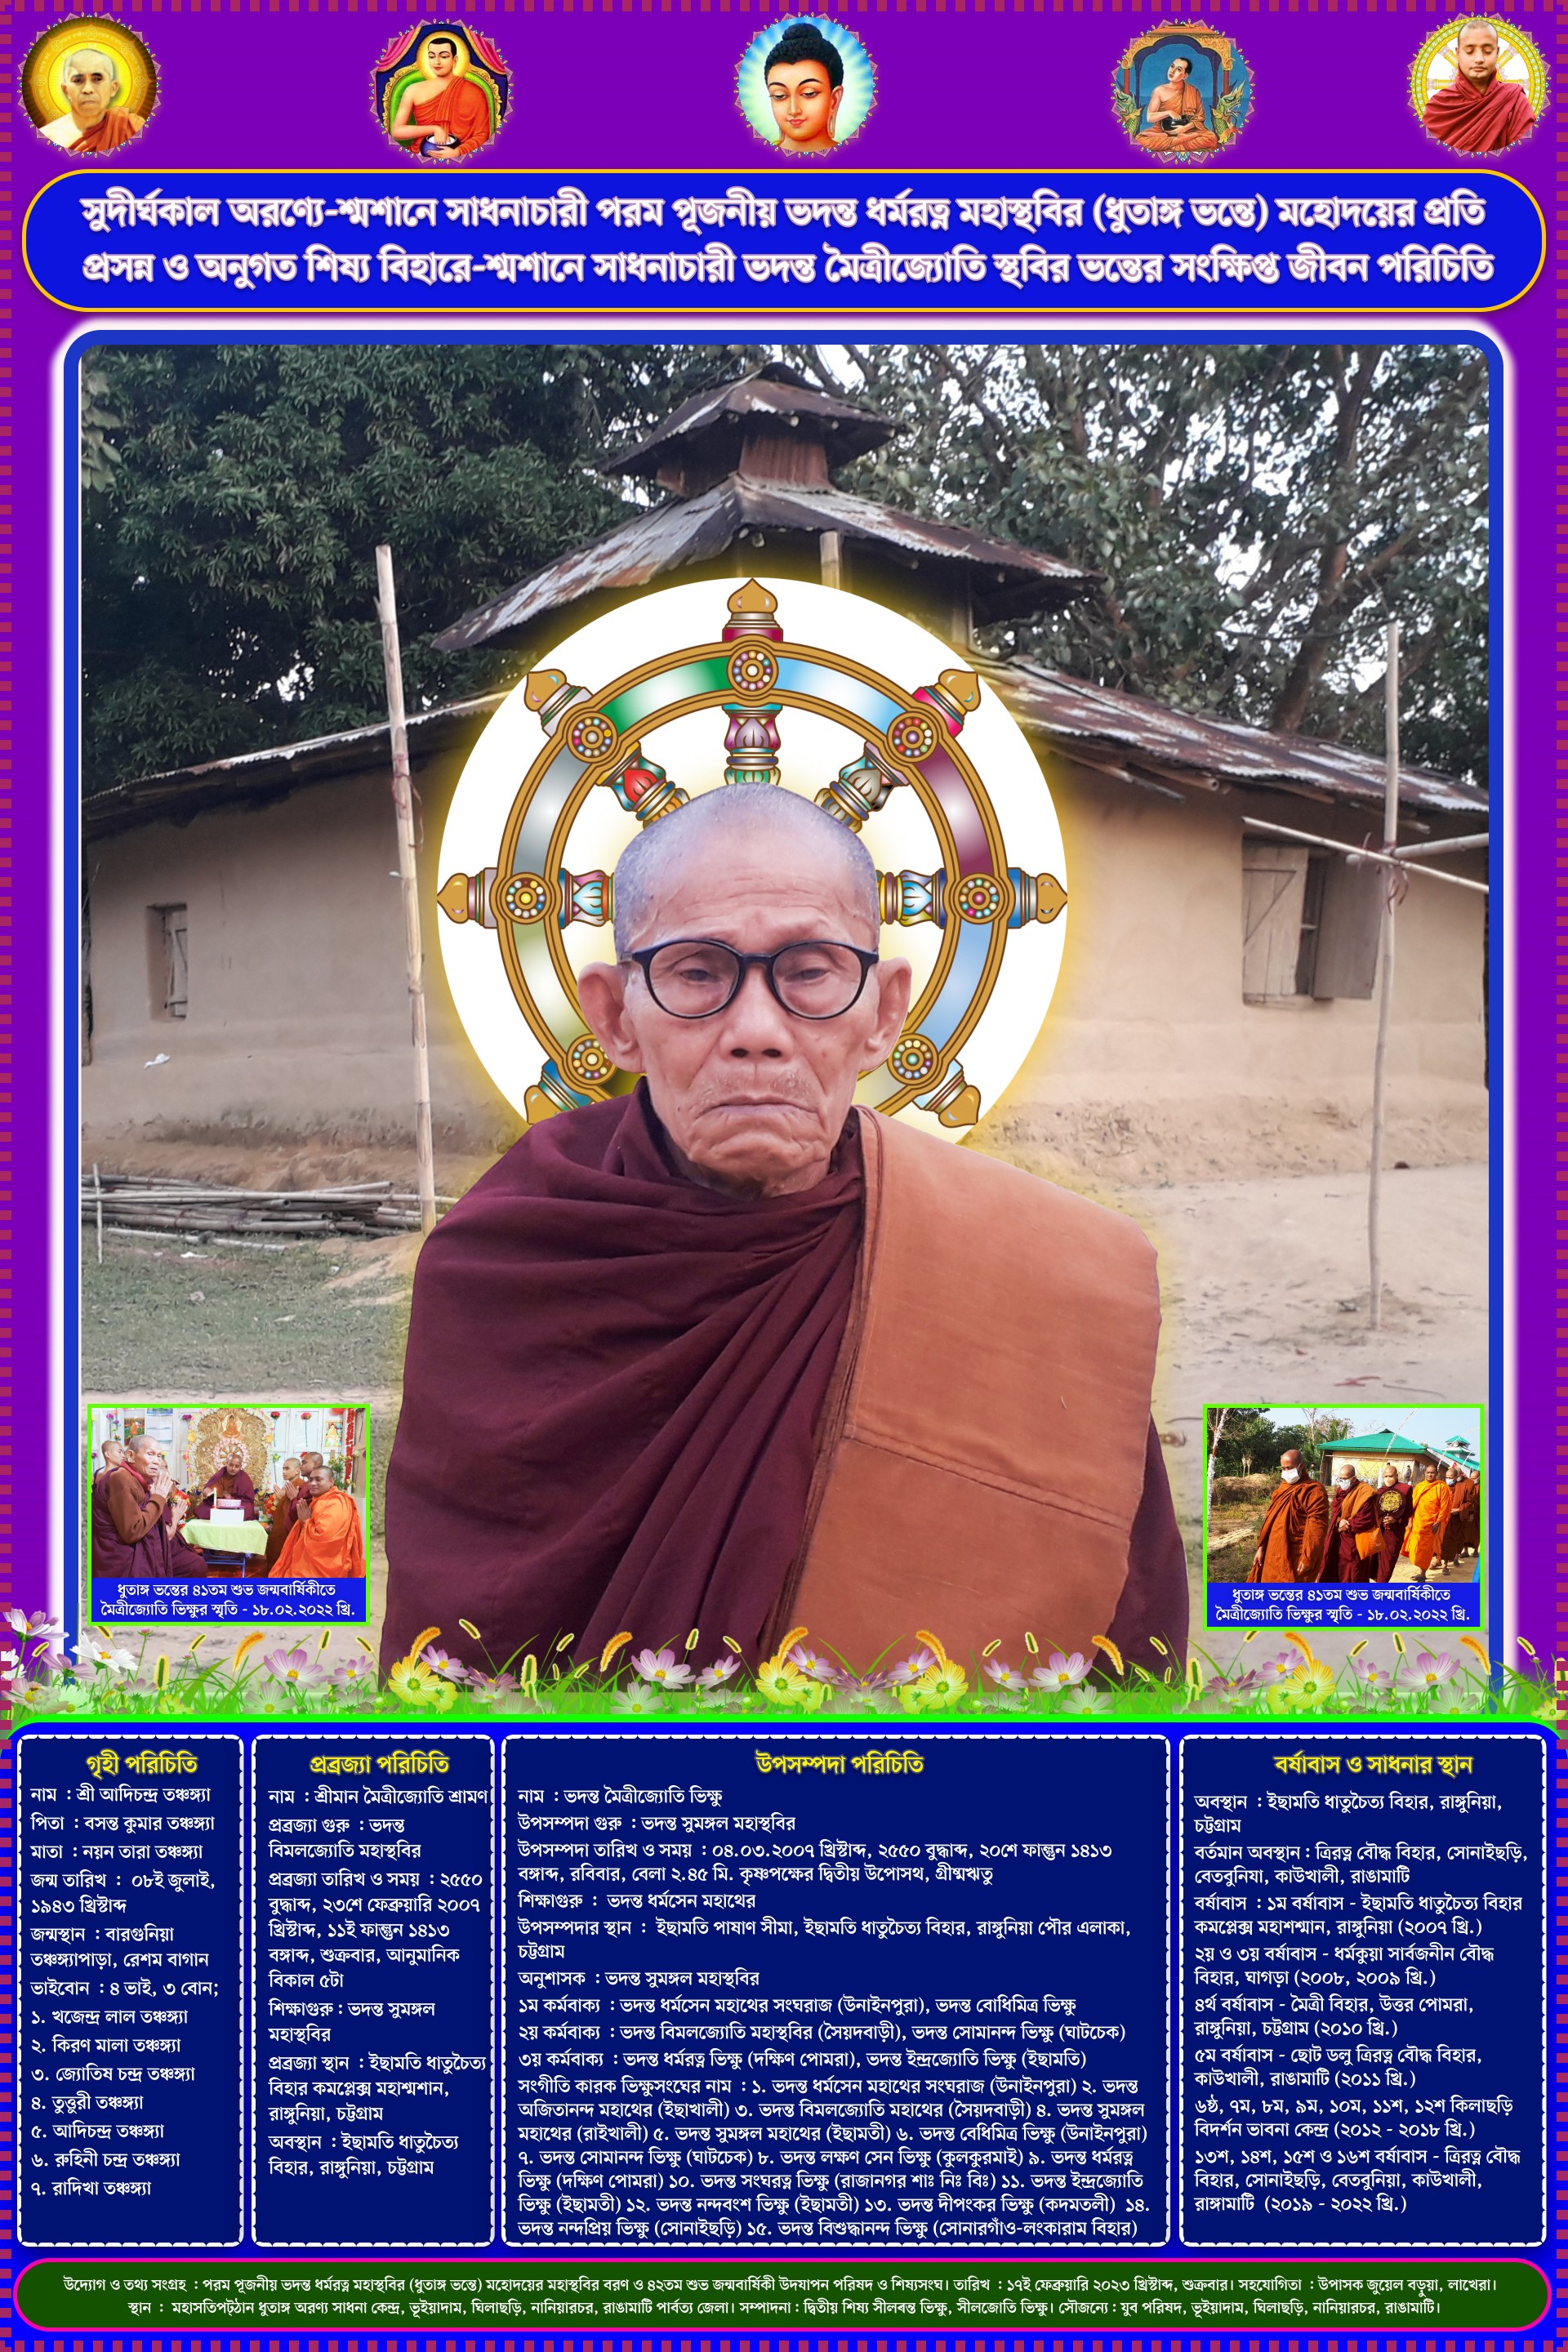 সুদীর্ঘকাল অরণ্যে-শ্মশানে সাধনাচারী পরম পূজনীয় ভদন্ত ধর্মরত্ন মহাস্থবির (ধুতাঙ্গ ভন্তে) মহোদয়ের প্রতি
প্রসন্ন ও অনুগত শিষ্য বিহারে-শ্মশানে সাধনাচারী ভদন্ত মৈত্রীজ্যোতি স্থবির ভন্তের সংক্ষিপ্ত জীবন পরিচিতি
ধুতাঙ্গ ভন্তের ৪১তম শুভ জন্মবার্ষিকীতে
মৈত্রীজ্যোতি ভিক্ষুর স্মৃতি - ১৮.০২.২০২২ খ্রি.
ধুতাঙ্গ ভন্তের ৪১তম শুভ জন্মবার্ষিকীতে
মৈত্রীজ্যোতি ভিক্ষুর স্মৃতি - ১৮.০২.২০২২ খ্রি.
গৃহী পরিচিতি
নাম : শ্রী আদিচন্দ্র তঞ্চঙ্গ্যা
পিতা : বসন্ত কুমার তঞ্চঙ্গ্যা
মাতা : নয়ন তারা তঞ্চঙ্গ্যা
জন্ম তারিখ : ০৮ই জুলাই,
১৯৪৩ খ্রিস্টাব্দ
জন্মস্থান : বারগুনিয়া
তঞ্চঙ্গ্যাপাড়া, রেশম বাগান
ভাইবোন : ৪ ভাই, ৩ বোন;
১. খজেন্দ্র লাল তঞ্চঙ্গ্যা
২. কিরণ মালা তঞ্চঙ্গ্যা
৩. জ্যোতিষ চন্দ্র তঞ্চঙ্গ্যা
৪. তুত্তুরী তঞ্চঙ্গ্যা
৫. আদিচন্দ্র তঞ্চঙ্গ্যা
৬. রুহিনী চন্দ্র তঞ্চঙ্গ্যা
৭. রাদিখা তঞ্চঙ্গ্যা
প্রব্রজ্যা পরিচিতি
নাম : শ্রীমান মৈত্রীজ্যোতি শ্রামণ
প্রব্রজ্যা গুরু : ভদন্ত
বিমলজ্যোতি মহাস্থবির
প্রব্রজ্যা তারিখ ও সময় : ২৫৫০
বুদ্ধাব্দ, ২৩শে ফেব্রুয়ারি ২০০৭
খ্রিস্টাব্দ, ১১ই ফাল্গুন ১৪১৩
বঙ্গাব্দ, শুক্রবার, আনুমানিক
বিকাল ৫টা
শিক্ষাগুরু : ভদন্ত সুমঙ্গল
মহাস্থবির
প্রব্রজ্যা স্থান : ইছামতি ধাতুচৈত্য
বিহার কমপ্লেক্স মহাশ্মশান,
রাঙ্গুনিয়া, চট্টগ্রাম
অবস্থান : ইছামতি ধাতুচৈত্য
বিহার, রাঙ্গুনিয়া, চট্টগ্রাম
উপসম্পদা পরিচিতি
নাম : ভদন্ত মৈত্রীজ্যোতি ভিক্ষু
উপসম্পদা গুরু : ভদন্ত সুমঙ্গল মহাস্থবির
উপসম্পদা তারিখ ও সময় : ০৪.০৩.২০০৭ খ্রিস্টাব্দ, ২৫৫০ বুদ্ধাব্দ, ২০শে ফাল্গুন ১৪১৩
বঙ্গাব্দ, রবিবার, বেলা ২.৪৫ মি. কৃষ্ণপক্ষের দ্বিতীয় উপোসথ, গ্রীষ্মঋতু
শিক্ষাগুরু : ভদন্ত ধর্মসেন মহাথের
উপসম্পদার স্থান : ইছামতি পাষাণ সীমা, ইছামতি ধাতুচৈত্য বিহার, রাঙ্গুনিয়া পৌর এলাকা,
চট্টগ্রাম
অনুশাসক : ভদন্ত সুমঙ্গল মহাস্থবির
১ম কর্মবাক্য : ভদন্ত ধর্মসেন মহাথের সংঘরাজ (উনাইনপুরা), ভদন্ত বোধিমিত্র ভিক্ষু
২য় কর্মবাক্য : ভদন্ত বিমলজ্যোতি মহাস্থবির (সৈয়দবাড়ী), ভদন্ত সোমানন্দ ভিক্ষু (ঘাটচেক)
৩য় কর্মবাক্য : ভদন্ত ধর্মরত্ন ভিক্ষু (দক্ষিণ পোমরা), ভদন্ত ইন্দ্রজ্যোতি ভিক্ষু (ইছামতি)
সংগীতি কারক ভিক্ষুসংঘের নাম : ১. ভদন্ত ধর্মসেন মহাথের সংঘরাজ (উনাইনপুরা) ২. ভদন্ত
অজিতানন্দ মহাথের (ইছাখালী) ৩. ভদন্ত বিমলজ্যোতি মহাথের (সৈয়দবাড়ী) ৪. ভদন্ত সুমঙ্গল
মহাথের (রাইখালী) ৫. ভদন্ত সুমঙ্গল মহাথের (ইছামতী) ৬. ভদন্ত বেধিমিত্র ভিক্ষু (উনাইনপুরা)
৭. ভদন্ত সোমানন্দ ভিক্ষু (ঘাটচেক) ৮. ভদন্ত লক্ষণ সেন ভিক্ষু (কুলকুরমাই) ৯. ভদন্ত ধর্মরত্ন
ভিক্ষু (দক্ষিণ পোমরা) ১০. ভদন্ত সংঘরত্ন ভিক্ষু (রাজানগর শাঃ নিঃ বিঃ) ১১. ভদন্ত ইন্দ্রজ্যোতি
ভিক্ষু (ইছামতী) ১২. ভদন্ত নন্দবংশ ভিক্ষু (ইছামতী) ১৩. ভদন্ত দীপংকর ভিক্ষু (কদমতলী) ১৪.
ভদন্ত নন্দপ্রিয় ভিক্ষু (সোনাইছড়ি) ১৫. ভদন্ত বিশুদ্ধানন্দ ভিক্ষু (সোনারগাঁও-লংকারাম বিহার)
বর্ষাবাস ও সাধনার স্থান
অবস্থান : ইছামতি ধাতুচৈত্য বিহার, রাঙ্গুনিয়া,
চট্টগ্রাম
বর্তমান অবস্থান : ত্রিরত্ন বৌদ্ধ বিহার, সোনাইছড়ি,
বেতবুনিযা, কাউখালী, রাঙামাটি
বর্ষাবাস : ১ম বর্ষাবাস - ইছামতি ধাতুচৈত্য বিহার
কমপ্লেক্স মহাশশ্মান, রাঙ্গুনিয়া (২০০৭ খ্রি.)
২য় ও ৩য় বর্ষাবাস - ধর্মকুয়া সার্বজনীন বৌদ্ধ
বিহার, ঘাগড়া (২০০৮, ২০০৯ খ্রি.)
৪র্থ বর্ষাবাস - মৈত্রী বিহার, উত্তর পোমরা,
রাঙ্গুনিয়া, চট্টগ্রাম (২০১০ খ্রি.)
৫ম বর্ষাবাস - ছোট ডলু ত্রিরত্ন বৌদ্ধ বিহার,
কাউখালী, রাঙামাটি (২০১১ খ্রি.)
৬ষ্ঠ, ৭ম, ৮ম, ৯ম, ১০ম, ১১শ, ১২শ কিলাছড়ি
বিদর্শন ভাবনা কেন্দ্র (২০১২ - ২০১৮ খ্রি.)
১৩শ, ১৪শ, ১৫শ ও ১৬শ বর্ষাবাস - ত্রিরত্ন বৌদ্ধ
বিহার, সোনাইছড়ি, বেতবুনিয়া, কাউখালী,
রাঙ্গামাটি (২০১৯ - ২০২২ খ্রি.)
উদ্যোগ ও তথ্য সংগ্রহ : পরম পূজনীয় ভদন্ত ধর্মরত্ন মহাস্থবির (ধুতাঙ্গ ভন্তে) মহোদয়ের মহাস্থবির বরণ ও ৪২তম শুভ জন্মবার্ষিকী উদযাপন পরিষদ ও শিষ্যসংঘ। তারিখ : ১৭ই ফেব্রুয়ারি ২০২৩ খ্রিস্টাব্দ, শুক্রবার। সহযোগিতা : উপাসক জুয়েল বড়ুয়া, লাখেরা।
স্থান : মহাসতিপট্ঠান ধুতাঙ্গ অরণ্য সাধনা কেন্দ্র, ভূইয়াদাম, ঘিলাছড়ি, নানিয়ারচর, রাঙামাটি পার্বত্য জেলা। সম্পাদনা : দ্বিতীয় শিষ্য সীলৰন্ত ভিক্ষু, সীলজোতি ভিক্ষু। সৌজন্যে : যুব পরিষদ, ভূইয়াদাম, ঘিলাছড়ি, নানিয়ারচর, রাঙামাটি।